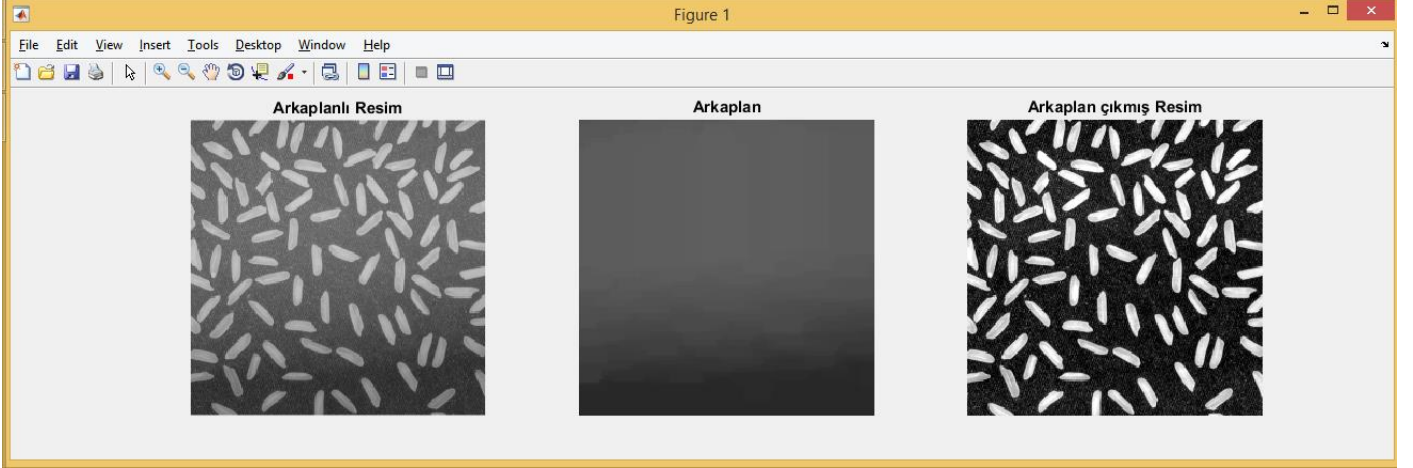 Figure 1
File Edit View Insert Tools Desktop Window Help
Arkaplanlı Resim
Arkaplan
Arkaplan çıkmış Resim